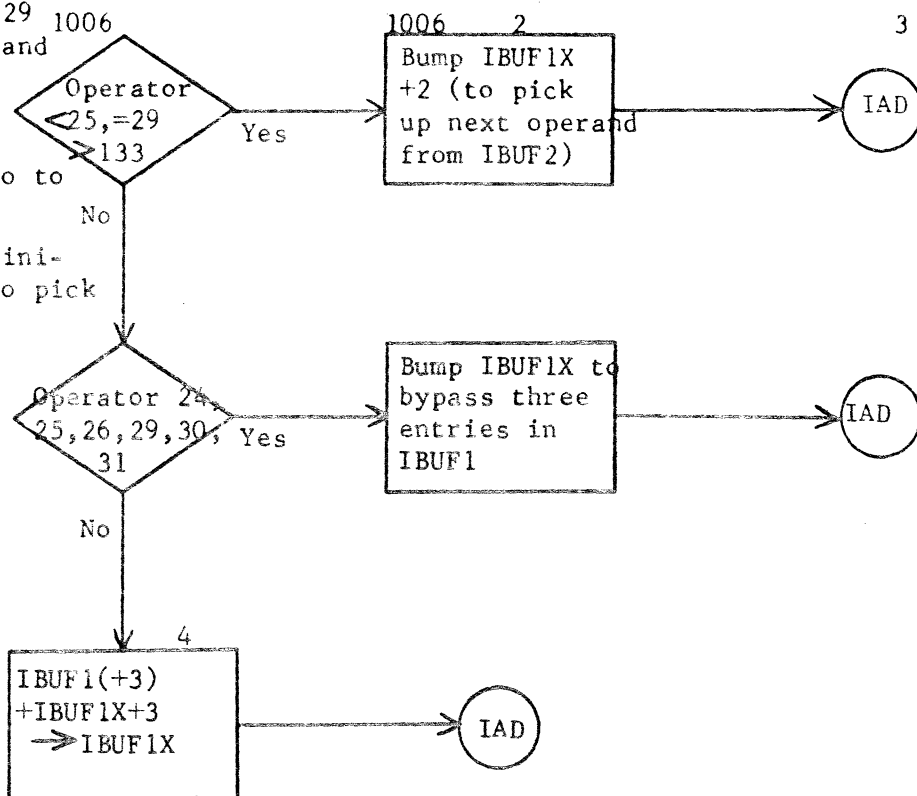 29 1006
and
Operator
<25,=29
>133
o to
ini-
o pick
Yes
No
1006 2
Bump IBUF1X
+2 (to pick
up next operand
from IBUF2)
3
IAD
Operator 24,
25,26,29,30,
31
Yes
No
Bump IBUF1X to
bypass three
entries in
IBUF1
IAD
4
IBUF1(+3)
+IBUF1X+3
→IBUF1X
IAD